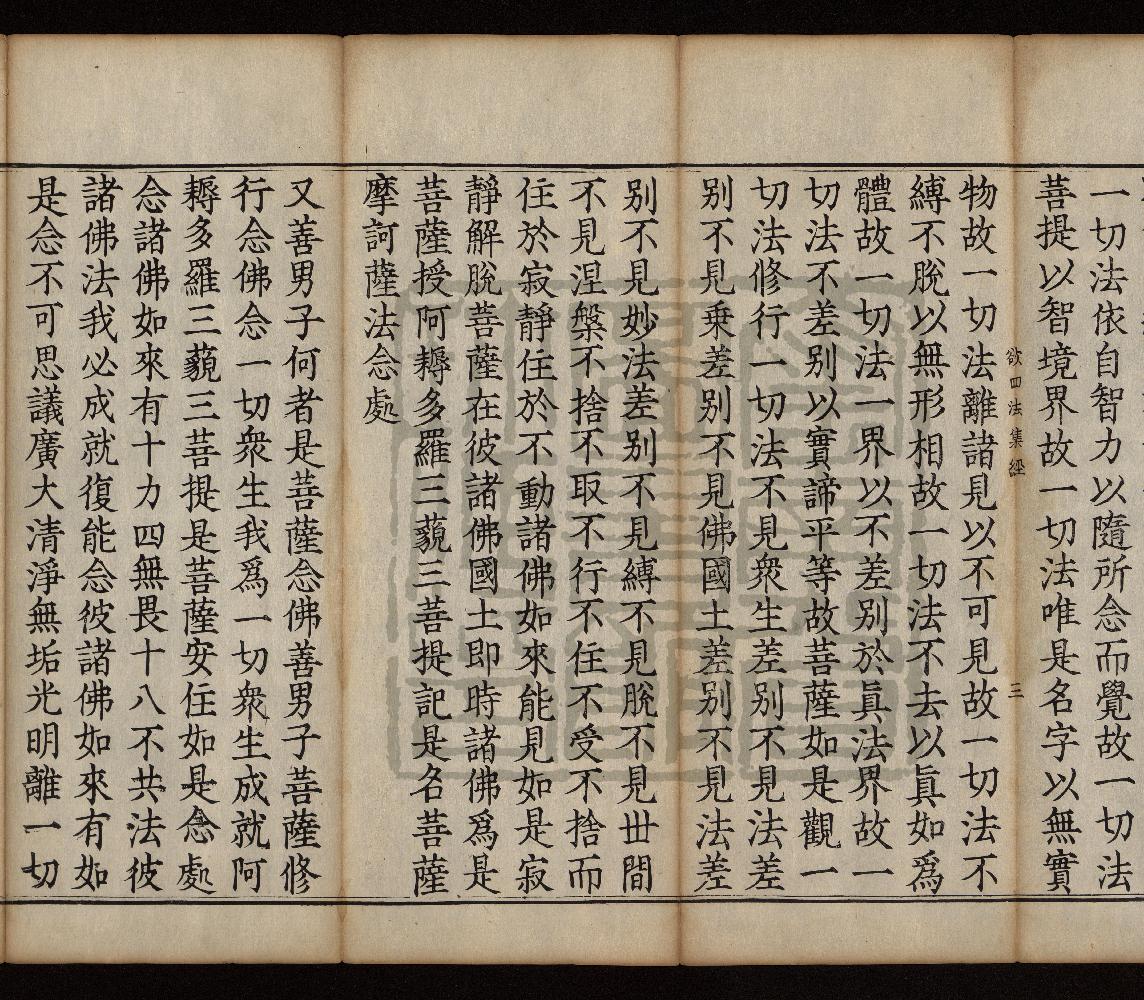 一切法依自智力以隨所念而覺故一切法
菩提以智境界故一切法唯是名字以無實
欲四法集經 三
物故一切法離諸見以不可見故一切法不
縛不脫以無形相故一切法不去以眞如爲
體故一切法一界以不差別於眞法界故一
切法不差别以實諦平等故菩薩如是觀一
切法修行一切法不見衆生差别不見法差
别不見乗差别不見佛國土差别不見法差
别不見妙法差别不見縛不見脫不見世間
不見涅槃不捨不取不行不住不受不捨而
住於寂靜住於不動諸佛如來能見如是寂
靜解脫菩薩在彼諸佛國土即時諸佛爲是
菩薩授阿耨多羅三藐三菩提記是名菩薩
摩訶薩法念處
又善男子何者是菩薩念佛善男子菩薩修
行念佛念一切衆生我爲一切衆生成就阿
耨多羅三藐三菩提是菩薩安住如是念處
念諸佛如來有十力四無畏十八不共法彼
諸佛法我必成就復能念彼諸佛如來有如
是念不可思議廣大清淨無垢光明離一切